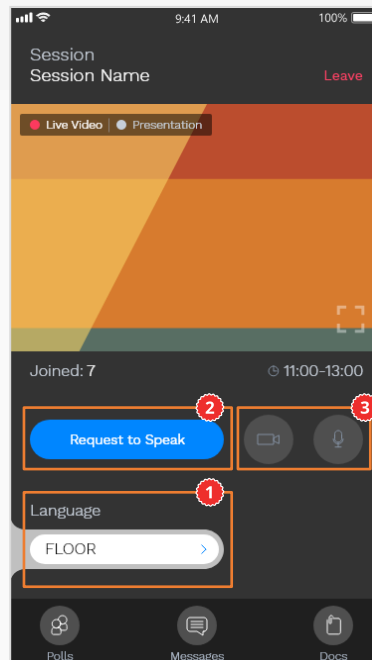 9:41 AM 100%
Session
Session Name Leave
Live Video | Presentation
Joined: 7 11:00-13:00
2 3
Request to Speak
1
Language
FLOOR
Polls Messages Docs